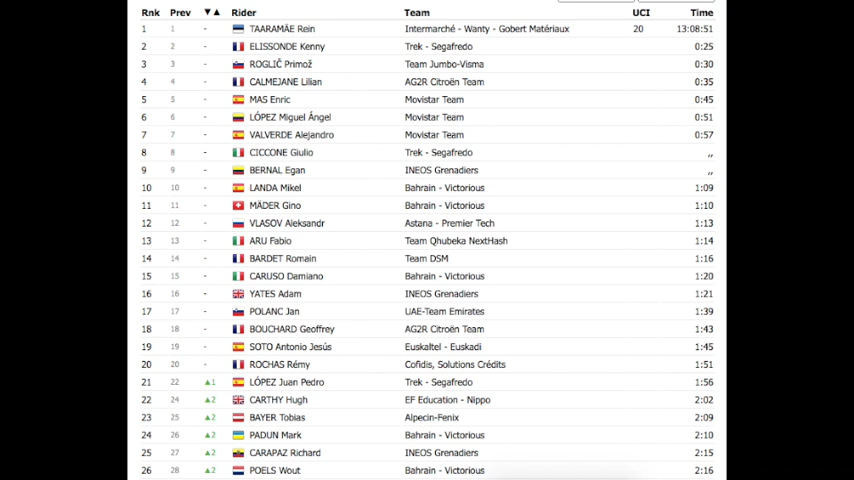 Rnk Prev ▼▲ Rider Team UCI Time
1 1 - TAARAMÄE Rein Intermarché - Wanty - Gobert Matériaux 20 13:08:51
2 2 - ELISSONDE Kenny Trek - Segafredo 0:25
3 3 - ROGLIČ Primož Team Jumbo-Visma 0:30
4 4 - CALMEJANE Lilian AG2R Citroën Team 0:35
5 5 - MAS Enric Movistar Team 0:45
6 6 - LÓPEZ Miguel Ángel Movistar Team 0:51
7 7 - VALVERDE Alejandro Movistar Team 0:57
8 8 - CICCONE Giulio Trek - Segafredo ,,
9 9 - BERNAL Egan INEOS Grenadiers ,,
10 10 - LANDA Mikel Bahrain - Victorious 1:09
11 11 - MÄDER Gino Bahrain - Victorious 1:10
12 12 - VLASOV Aleksandr Astana - Premier Tech 1:13
13 13 - ARU Fabio Team Qhubeka NextHash 1:14
14 14 - BARDET Romain Team DSM 1:16
15 15 - CARUSO Damiano Bahrain - Victorious 1:20
16 16 - YATES Adam INEOS Grenadiers 1:21
17 17 - POLANC Jan UAE-Team Emirates 1:39
18 18 - BOUCHARD Geoffrey AG2R Citroën Team 1:43
19 19 - SOTO Antonio Jesús Euskaltel - Euskadi 1:45
20 20 - ROCHAS Rémy Cofidis, Solutions Crédits 1:51
21 22 ▲1 LÓPEZ Juan Pedro Trek - Segafredo 1:56
22 24 ▲2 CARTHY Hugh EF Education - Nippo 2:02
23 25 ▲2 BAYER Tobias Alpecin-Fenix 2:09
24 26 ▲2 PADUN Mark Bahrain - Victorious 2:10
25 27 ▲2 CARAPAZ Richard INEOS Grenadiers 2:15
26 28 ▲2 POELS Wout Bahrain - Victorious 2:16